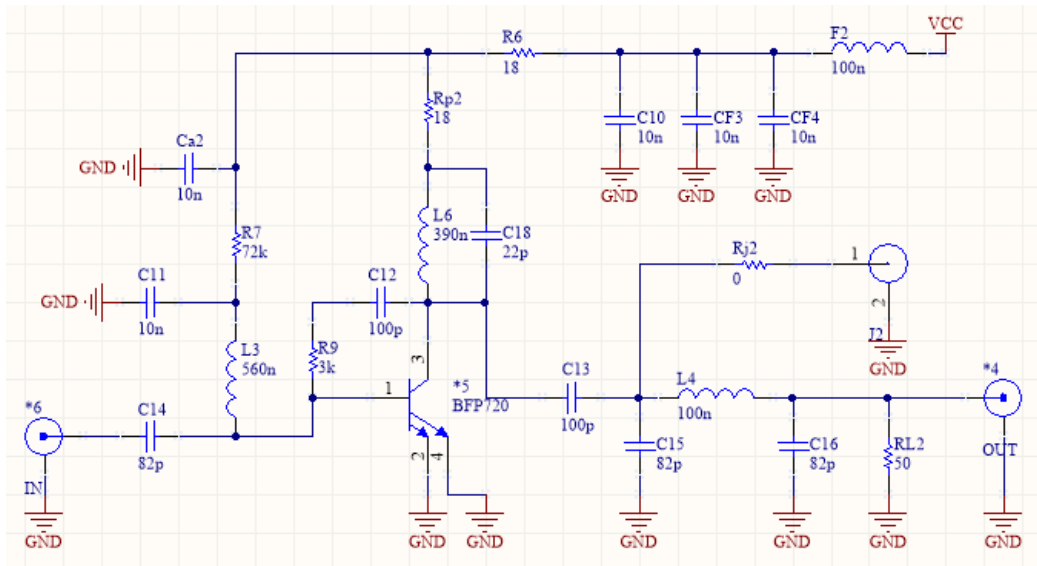 VCC
F2
100n
R6
18
Rp2
18
C10
10n
CF3
10n
CF4
10n
GND
GND
GND
Ca2
GND
10n
R7
72k
L6
390n
C18
22p
Rj2
0
1
2
J2
GND
C11
GND
10n
C12
100p
L3
560n
R9
3k
3
1
*5
BFP720
2
4
C13
100p
L4
100n
*4
OUT
*6
IN
C14
82p
C15
82p
C16
82p
RL2
50
GND
GND
GND
GND
GND
GND
GND